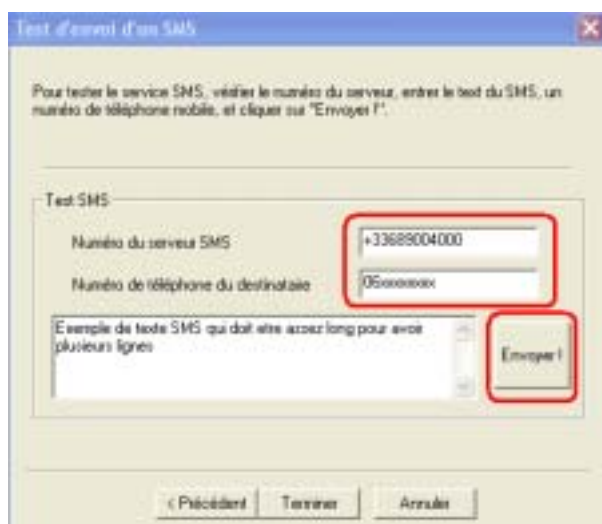 Test d'envoi d'un SMS
Pour tester le service SMS, vérifier le numéro du serveur, entrer le text du SMS, un
numéro de téléphone mobile, et cliquer sur "Envoyer !".
Test SMS
Numéro du serveur SMS
+33689004000
Numéro de téléphone du destinataire
06xxxxxxxx
Exemple de texte SMS qui doit etre assez long pour avoir
plusieurs lignes
Envoyer !
< Précédent
Terminer
Annuler